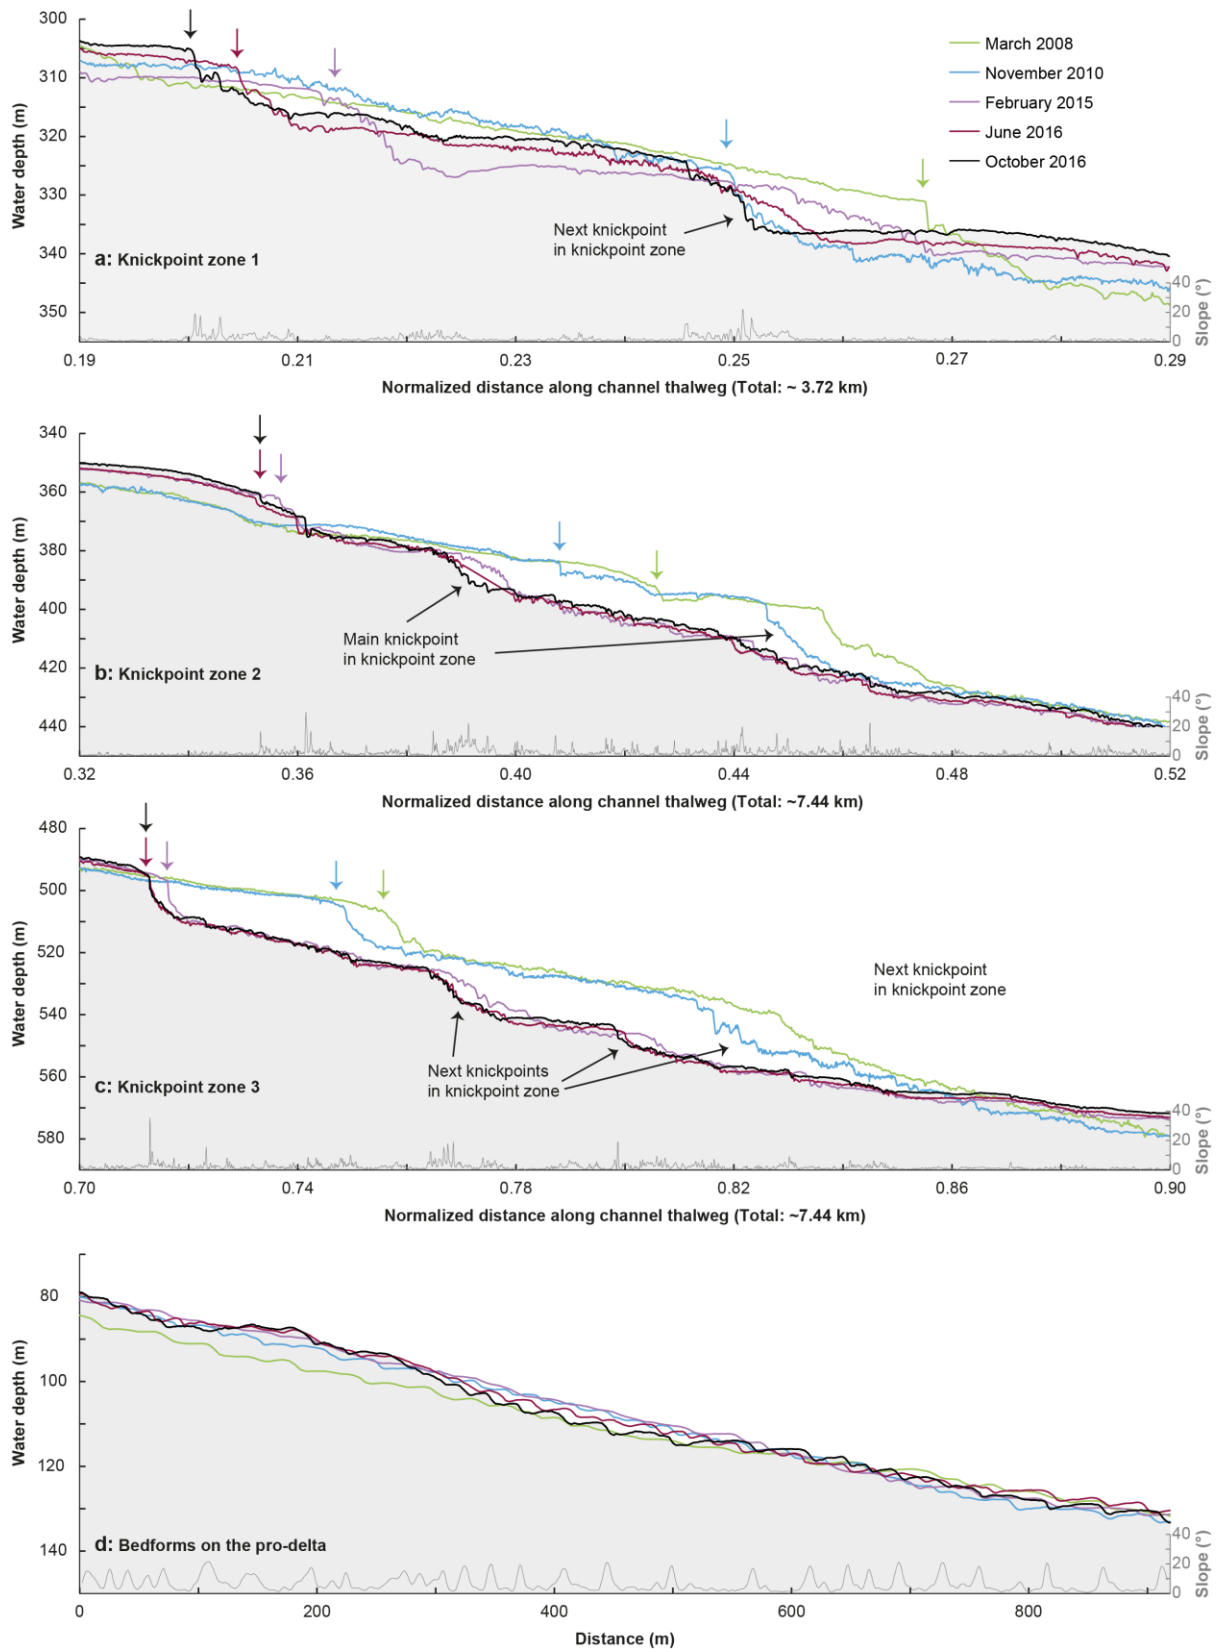 300
310
320
330
340
350
Water depth (m)
March 2008
November 2010
February 2015
June 2016
October 2016
Next knickpoint
in knickpoint zone
a: Knickpoint zone 1
40
20
0
Slope (°)
0.19
0.21
0.23
0.25
0.27
0.29
Normalized distance along channel thalweg (Total: ~ 3.72 km)
340
360
380
400
420
440
Water depth (m)
Main knickpoint
in knickpoint zone
b: Knickpoint zone 2
40
20
0
Slope (°)
0.32
0.36
0.40
0.44
0.48
0.52
Normalized distance along channel thalweg (Total: ~7.44 km)
480
500
520
540
560
580
Water depth (m)
Next knickpoint
in knickpoint zone
Next knickpoints
in knickpoint zone
c: Knickpoint zone 3
40
20
0
Slope (°)
0.70
0.74
0.78
0.82
0.86
0.90
Normalized distance along channel thalweg (Total: ~7.44 km)
80
100
120
140
Water depth (m)
d: Bedforms on the pro-delta
40
20
0
Slope (°)
0
200
400
600
800
Distance (m)